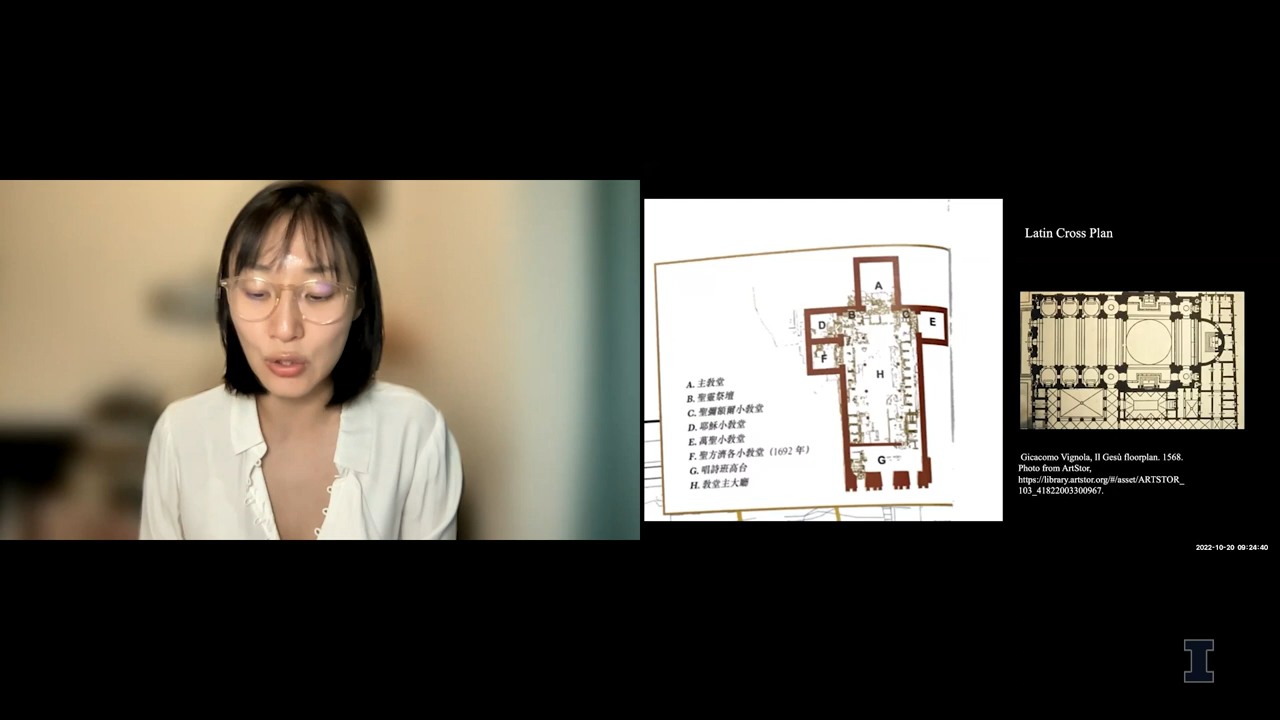 Latin Cross Plan
A
B
C
D
E
F
H
G
A. 主教堂
B. 聖靈祭壇
C. 聖彌額爾小教堂
D. 耶穌小教堂
E. 萬聖小教堂
F. 聖方濟各小教堂 (1692 年)
G. 唱詩班高台
H. 教堂主大廳
Gicacomo Vignola, Il Gesù floorplan. 1568.
Photo from ArtStor,
https://library.artstor.org/#/asset/ARTSTOR_
103_41822003300967.
2022-10-20 09:24:40
I